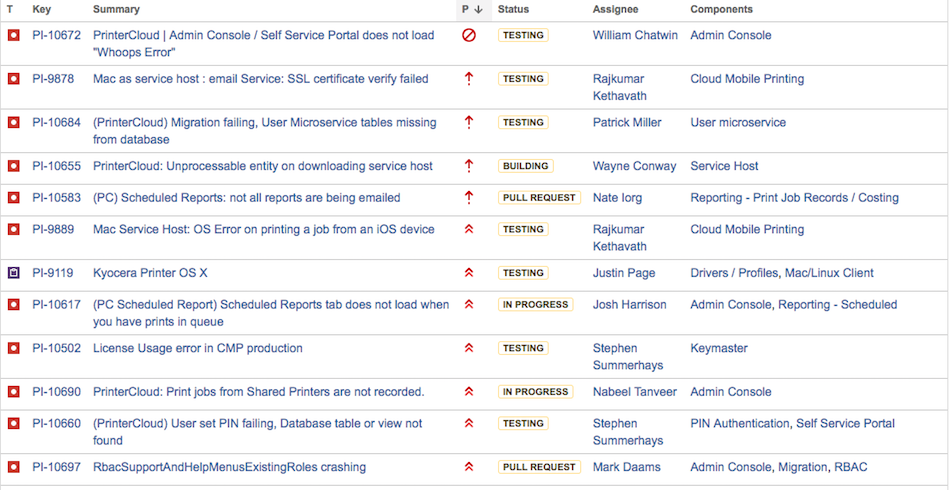 T Key Summary P ↓ Status Assignee Components
PI-10672 PrinterCloud | Admin Console / Self Service Portal does not load TESTING William Chatwin Admin Console
"Whoops Error"
PI-9878 Mac as service host : email Service: SSL certificate verify failed TESTING Rajkumar Cloud Mobile Printing
Kethavath
PI-10684 (PrinterCloud) Migration failing, User Microservice tables missing TESTING Patrick Miller User microservice
from database
PI-10655 PrinterCloud: Unprocessable entity on downloading service host BUILDING Wayne Conway Service Host
PI-10583 (PC) Scheduled Reports: not all reports are being emailed PULL REQUEST Nate Iorg Reporting - Print Job Records / Costing
PI-9889 Mac Service Host: OS Error on printing a job from an iOS device TESTING Rajkumar Cloud Mobile Printing
Kethavath
PI-9119 Kyocera Printer OS X TESTING Justin Page Drivers / Profiles, Mac/Linux Client
PI-10617 (PC Scheduled Report) Scheduled Reports tab does not load when IN PROGRESS Josh Harrison Admin Console, Reporting - Scheduled
you have prints in queue
PI-10502 License Usage error in CMP production TESTING Stephen Keymaster
Summerhays
PI-10690 PrinterCloud: Print jobs from Shared Printers are not recorded. IN PROGRESS Nabeel Tanveer Admin Console
PI-10660 (PrinterCloud) User set PIN failing, Database table or view not TESTING Stephen PIN Authentication, Self Service Portal
found Summerhays
PI-10697 RbacSupportAndHelpMenusExistingRoles crashing PULL REQUEST Mark Daams Admin Console, Migration, RBAC